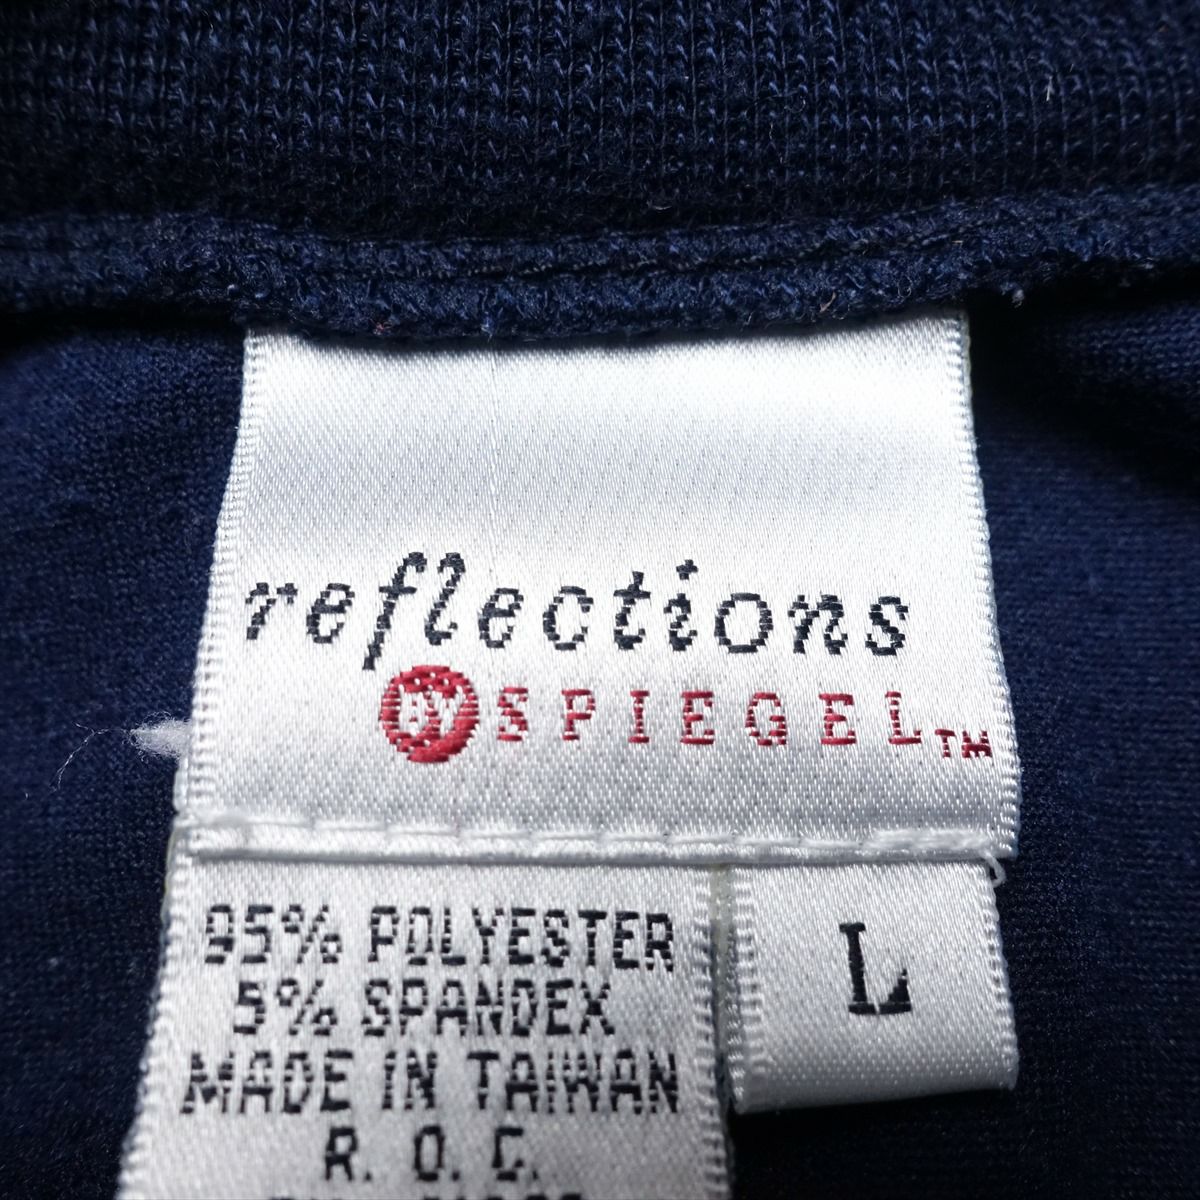 reflections
BY SPIEGEL TM
95% POLYESTER
5% SPANDEX
MADE IN TAIWAN
R. O. C.
L